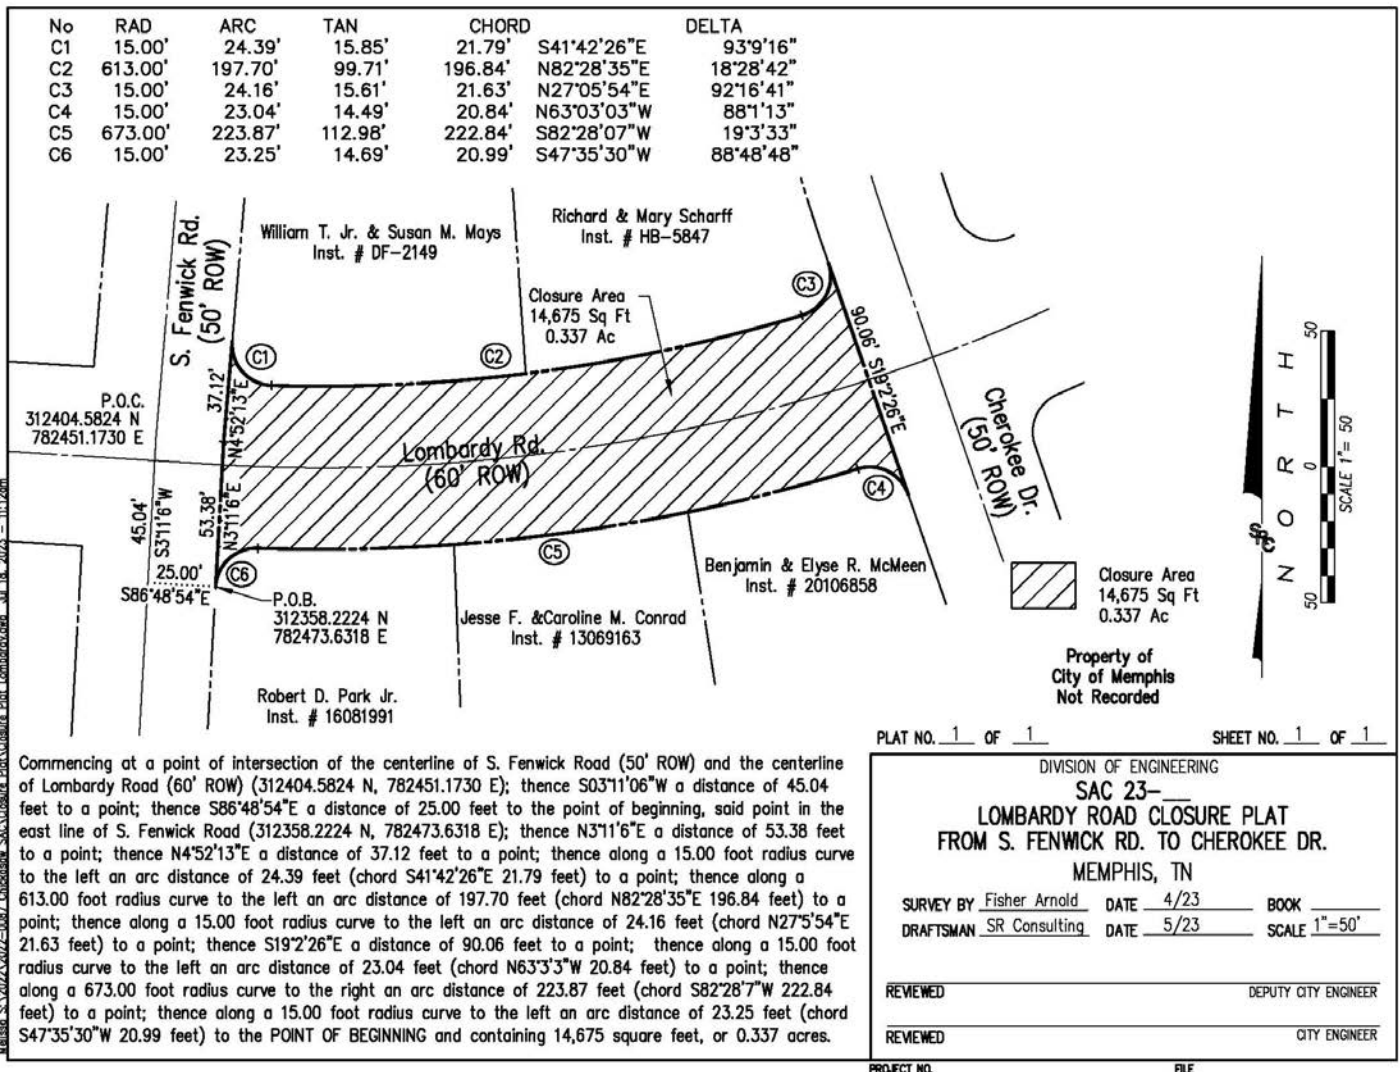 No RAD ARC TAN CHORD DELTA
C1 15.00' 24.39' 15.85' 21.79' S41°42'26"E 93°9'16"
C2 613.00' 197.70' 99.71' 196.84' N82°28'35"E 18°28'42"
C3 15.00' 24.16' 15.61' 21.63' N27°05'54"E 92°16'41"
C4 15.00' 23.04' 14.49' 20.84' N63°03'03"W 88°1'13"
C5 673.00' 223.87' 112.98' 222.84' S82°28'07"W 19°3'33"
C6 15.00' 23.25' 14.69' 20.99' S47°35'30"W 88°48'48"
S. Fenwick Rd.
(50' ROW)
William T. Jr. & Susan M. Mays
Inst. # DF-2149
Richard & Mary Scharff
Inst. # HB-5847
Closure Area
14,675 Sq Ft
0.337 Ac
C1
C2
C3
37.12'
N4°52'13"E
90.06' S19°2'26"E
P.O.C.
312404.5824 N
782451.1730 E
Lombardy Rd.
(60' ROW)
Cherokee Dr.
(50' ROW)
C4
45.04'
S3°11'6"W
53.38'
N3°11'6"E
25.00'
S86°48'54"E
C6
C5
P.O.B.
312358.2224 N
782473.6318 E
Jesse F. &Caroline M. Conrad
Inst. # 13069163
Benjamin & Elyse R. McMeen
Inst. # 20106858
Robert D. Park Jr.
Inst. # 16081991
Closure Area
14,675 Sq Ft
0.337 Ac
Property of
City of Memphis
Not Recorded
NORTH
50
0
50
SCALE 1"= 50
SPC
PLAT NO. 1 OF 1 SHEET NO. 1 OF 1
Commencing at a point of intersection of the centerline of S. Fenwick Road (50' ROW) and the centerline
of Lombardy Road (60' ROW) (312404.5824 N, 782451.1730 E); thence S03°11'06"W a distance of 45.04
feet to a point; thence S86°48'54"E a distance of 25.00 feet to the point of beginning, said point in the
east line of S. Fenwick Road (312358.2224 N, 782473.6318 E); thence N3°11'6"E a distance of 53.38 feet
to a point; thence N4°52'13"E a distance of 37.12 feet to a point; thence along a 15.00 foot radius curve
to the left an arc distance of 24.39 feet (chord S41°42'26"E 21.79 feet) to a point; thence along a
613.00 foot radius curve to the left an arc distance of 197.70 feet (chord N82°28'35"E 196.84 feet) to a
point; thence along a 15.00 foot radius curve to the left an arc distance of 24.16 feet (chord N27°5'54"E
21.63 feet) to a point; thence S19°2'26"E a distance of 90.06 feet to a point; thence along a 15.00 foot
radius curve to the left an arc distance of 23.04 feet (chord N63°3'3"W 20.84 feet) to a point; thence
along a 673.00 foot radius curve to the right an arc distance of 223.87 feet (chord S82°28'7"W 222.84
feet) to a point; thence along a 15.00 foot radius curve to the left an arc distance of 23.25 feet (chord
S47°35'30"W 20.99 feet) to the POINT OF BEGINNING and containing 14,675 square feet, or 0.337 acres.
DIVISION OF ENGINEERING
SAC 23-__
LOMBARDY ROAD CLOSURE PLAT
FROM S. FENWICK RD. TO CHEROKEE DR.
MEMPHIS, TN
SURVEY BY Fisher Arnold DATE 4/23 BOOK
DRAFTSMAN SR Consulting DATE 5/23 SCALE 1"=50'
REVIEWED DEPUTY CITY ENGINEER
REVIEWED CITY ENGINEER
PROJECT NO. FILE